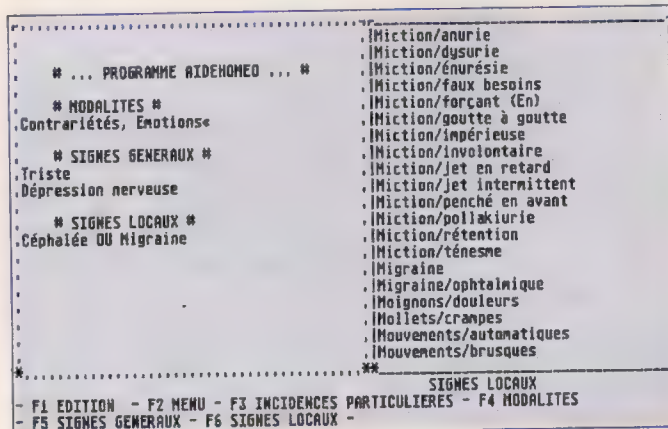 # ... PROGRAMME AIDEHOMEO ... #
# MODALITES #
Contrariétés, Emotions«
# SIGNES GENERAUX #
Triste
Dépression nerveuse
# SIGNES LOCAUX #
Céphalée OU Migraine
Miction/anurie
Miction/dysurie
Miction/énurésie
Miction/faux besoins
Miction/forçant (En)
Miction/goutte à goutte
Miction/impérieuse
Miction/involontaire
Miction/jet en retard
Miction/jet intermittent
Miction/penché en avant
Miction/pollakiurie
Miction/rétention
Miction/ténesme
Migraine
Migraine/ophtalmique
Moignons/douleurs
Mollets/crampes
Mouvements/automatiques
Mouvements/brusques
SIGNES LOCAUX
- F1 EDITION - F2 MENU - F3 INCIDENCES PARTICULIERES - F4 MODALITES
- F5 SIGNES GENERAUX - F6 SIGNES LOCAUX -